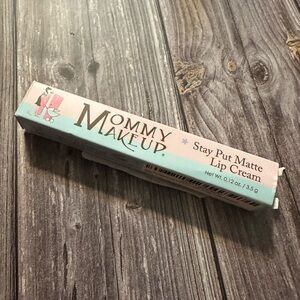 MOMMY
MAKEUP
* Stay Put Matte
Lip Cream
Net Wt. 0.12 oz. / 3.5 g